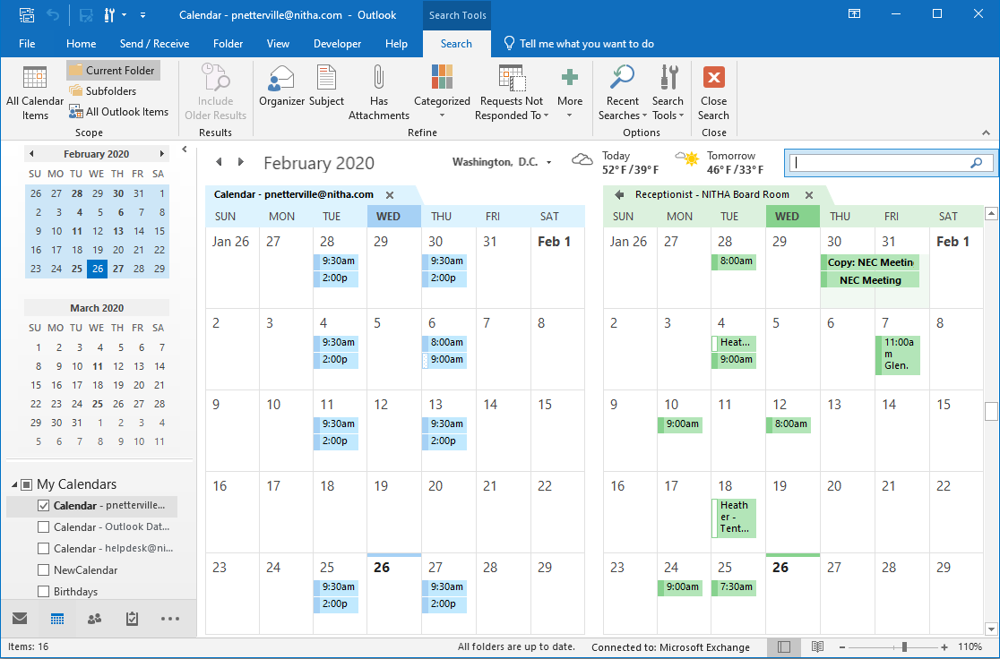 Calendar - pnetterville@nitha.com - Outlook
Search Tools
File Home Send / Receive Folder View Developer Help Search Tell me what you want to do
All Calendar Items
Current Folder
Subfolders
All Outlook Items
Scope
Include Older Results
Results
Organizer
Subject
Has Attachments
Categorized
Requests Not Responded To
More
Refine
Recent Searches
Search Tools
Options
Close Search
Close
February 2020
SU MO TU WE TH FR SA
26 27 28 29 30 31 1
2 3 4 5 6 7 8
9 10 11 12 13 14 15
16 17 18 19 20 21 22
23 24 25 26 27 28 29
March 2020
SU MO TU WE TH FR SA
1 2 3 4 5 6 7
8 9 10 11 12 13 14
15 16 17 18 19 20 21
22 23 24 25 26 27 28
29 30 31 1 2 3 4
5 6 7 8 9 10 11
My Calendars
Calendar - pnetterville...
Calendar - Outlook Dat...
Calendar - helpdesk@ni...
NewCalendar
Birthdays
February 2020
Washington, D.C.
Today
52°F/39°F
Tomorrow
46°F/33°F
Calendar - pnetterville@nitha.com
SUN MON TUE WED THU FRI SAT
Jan 26 27 28 29 30 31 Feb 1
9:30am 9:30am
2:00p 2:00p
2 3 4 5 6 7 8
9:30am 8:00am
2:00p 9:00am
9 10 11 12 13 14 15
9:30am 9:30am
2:00p 2:00p
16 17 18 19 20 21 22
23 24 25 26 27 28 29
9:30am 9:30am
2:00p 2:00p
Receptionist - NITHA Board Room
SUN MON TUE WED THU FRI SAT
Jan 26 27 28 29 30 31 Feb 1
8:00am Copy: NEC Meetin
NEC Meeting
2 3 4 5 6 7 8
Heat... 11:00a
9:00am m
Glen.
9 10 11 12 13 14 15
9:00am 8:00am
16 17 18 19 20 21 22
Heath
er -
Tent...
23 24 25 26 27 28 29
9:00am 7:30am
Items: 16
All folders are up to date.
Connected to: Microsoft Exchange
110%